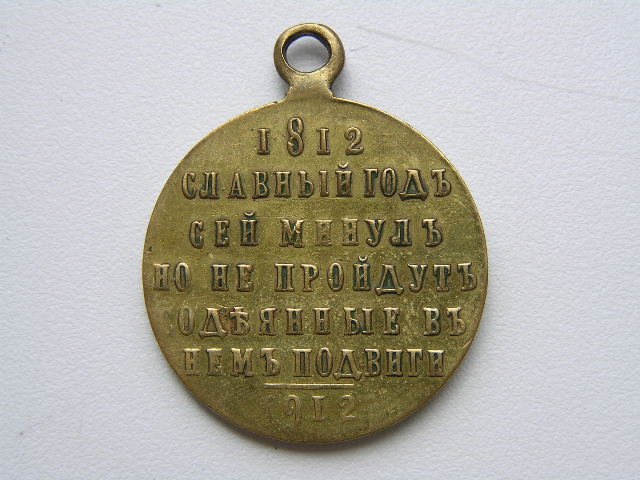 1812
СЛАВНЫЙ ГОДЪ
СЕЙ МИНУЛЪ
НО НЕ ПРОЙДУТЪ
СОДѢЯННЫЕ ВЪ
НЕМЪ ПОДВИГИ
1912